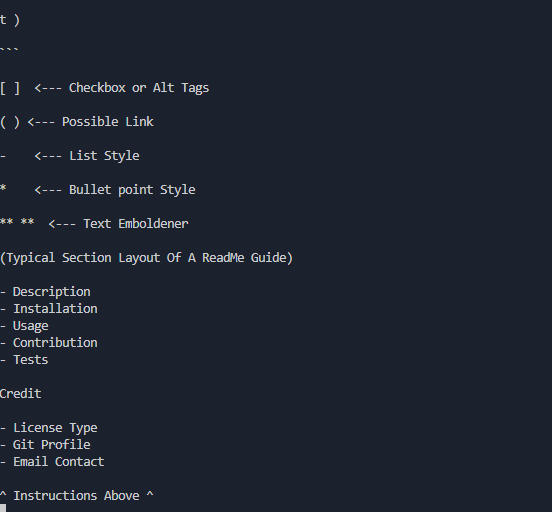 t )
```
[ ]  <--- Checkbox or Alt Tags
( ) <--- Possible Link
-    <--- List Style
*    <--- Bullet point Style
** **  <--- Text Emboldener
(Typical Section Layout Of A ReadMe Guide)
- Description
- Installation
- Usage
- Contribution
- Tests
Credit
- License Type
- Git Profile
- Email Contact
^ Instructions Above ^